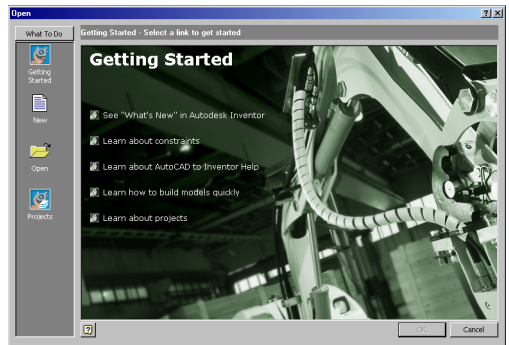 Open
What To Do
Getting Started - Select a link to get started
Getting
Started
New
Open
Projects
Getting Started
See "What's New" in Autodesk Inventor
Learn about constraints
Learn about AutoCAD to Inventor Help
Learn how to build models quickly
Learn about projects
OK
Cancel